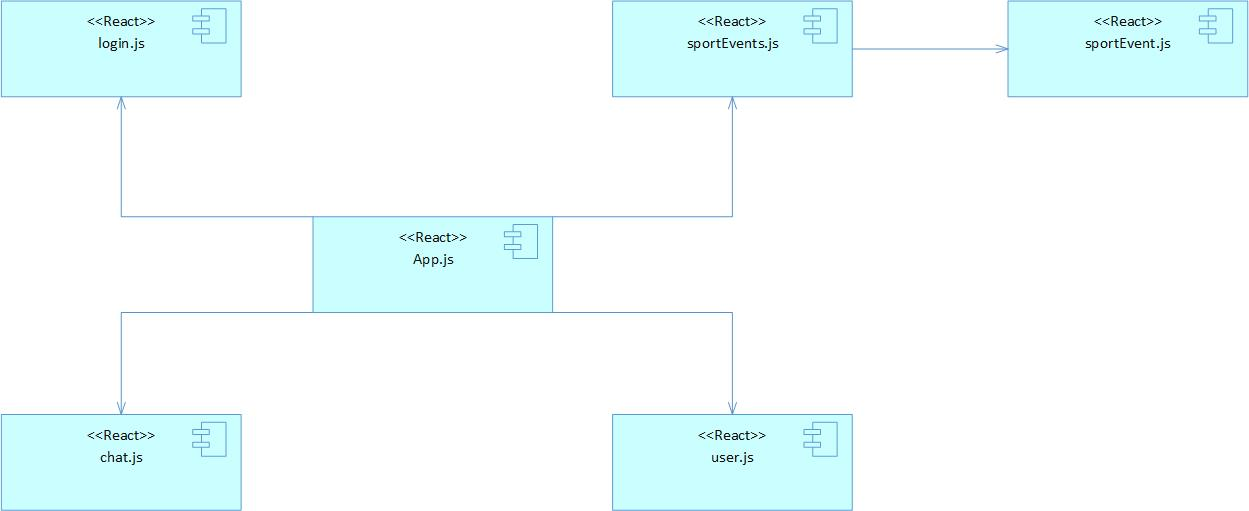 <<React>>
login.js
<<React>>
sportEvents.js
<<React>>
sportEvent.js
<<React>>
App.js
<<React>>
chat.js
<<React>>
user.js